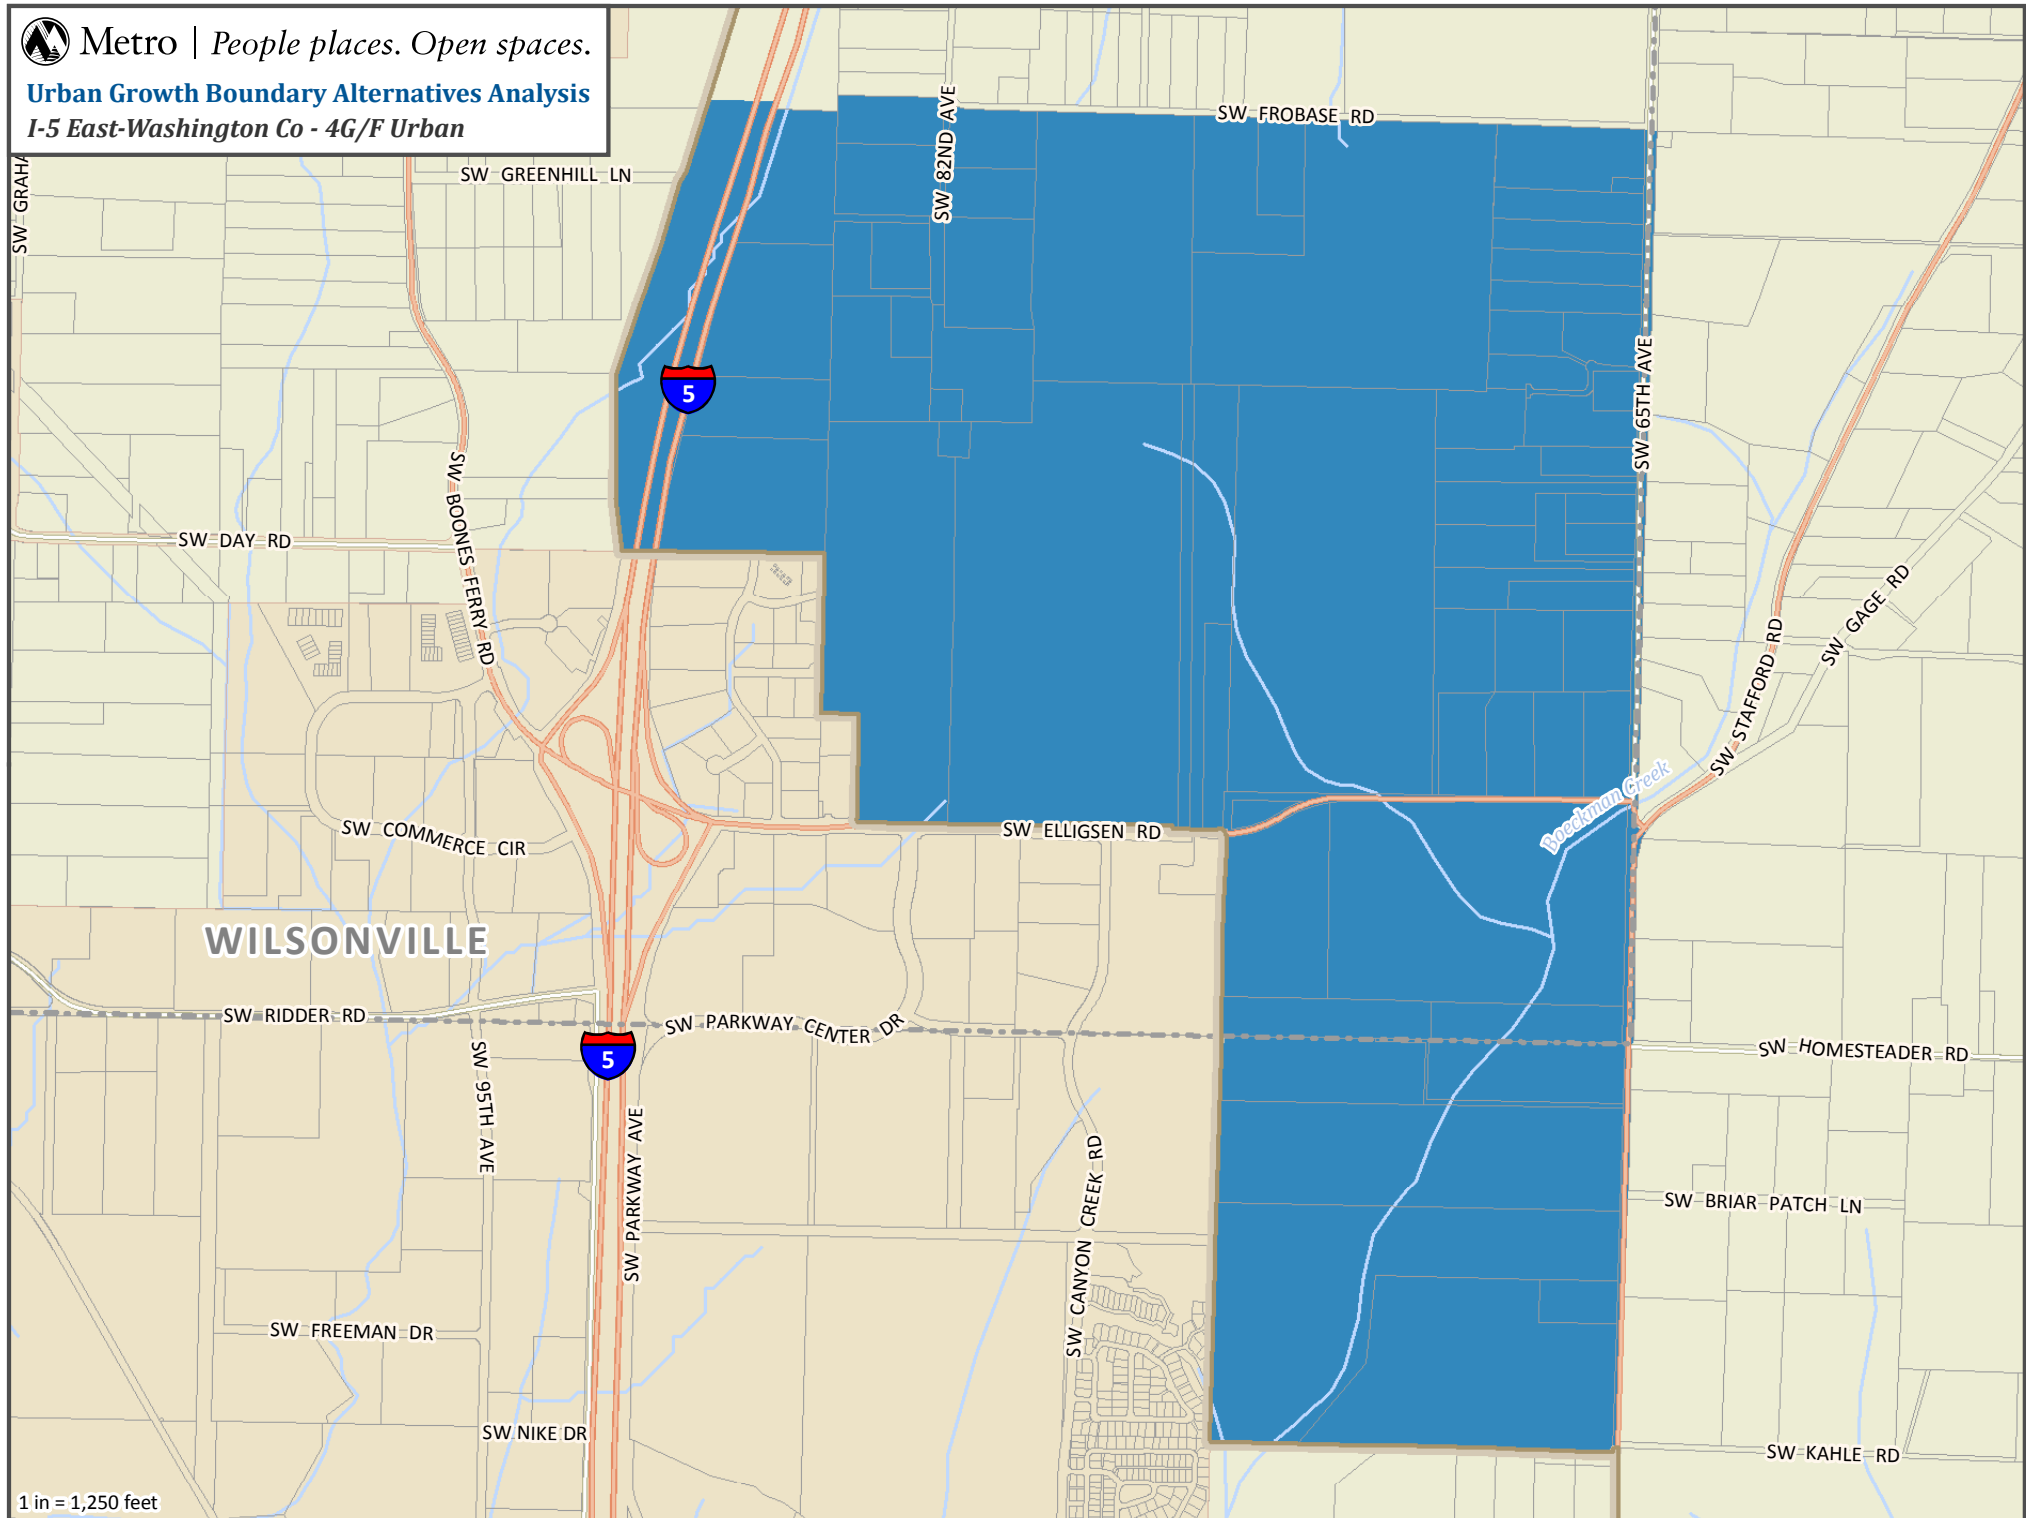 Metro | People places. Open spaces.
Urban Growth Boundary Alternatives Analysis
I-5 East-Washington Co - 4G/F Urban
SW GRAHA
SW GREENHILL LN
SW 82ND AVE
SW FROBASE RD
5
SW 65TH AVE
SW BOONES FERRY RD
SW DAY RD
SW GAGE RD
SW STAFFORD RD
Boeckman Creek
SW COMMERCE CIR
SW ELLIGSEN RD
WILSONVILLE
SW RIDDER RD
SW PARKWAY CENTER DR
5
SW HOMESTEADER RD
SW 95TH AVE
SW PARKWAY AVE
SW CANYON CREEK RD
SW BRIAR PATCH LN
SW FREEMAN DR
SW NIKE DR
SW KAHLE RD
1 in = 1,250 feet